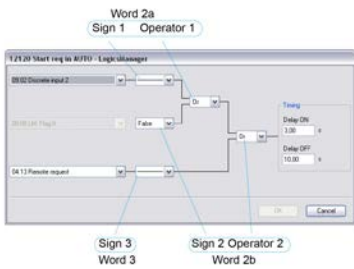 Word 2a
Sign 1 Operator 1
12120 Start req in AUTO - LogicsManager
09:02 Discrete input 2
Or
Timing
Delay ON
3,00 s
False
Or
Delay OFF
10,00 s
04:13 Remote request
OK Cancel
Sign 3 Sign 2 Operator 2
Word 3 Word 2b